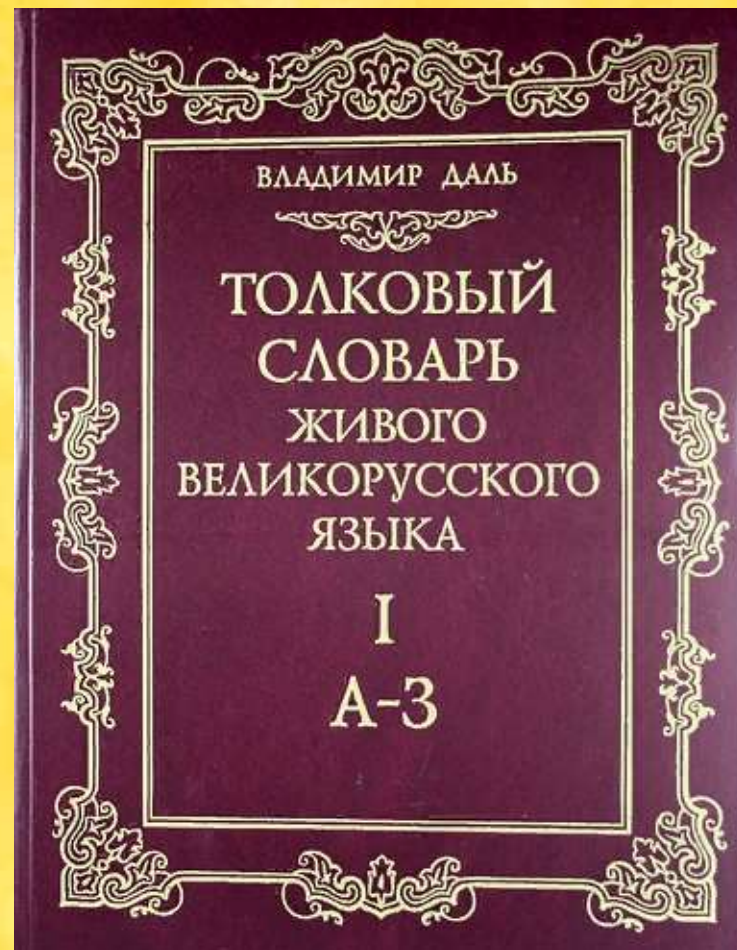 ВЛАДИМИР ДАЛЬ
ТОЛКОВЫЙ
СЛОВАРЬ
ЖИВОГО
ВЕЛИКОРУССКОГО
ЯЗЫКА
I
А-З